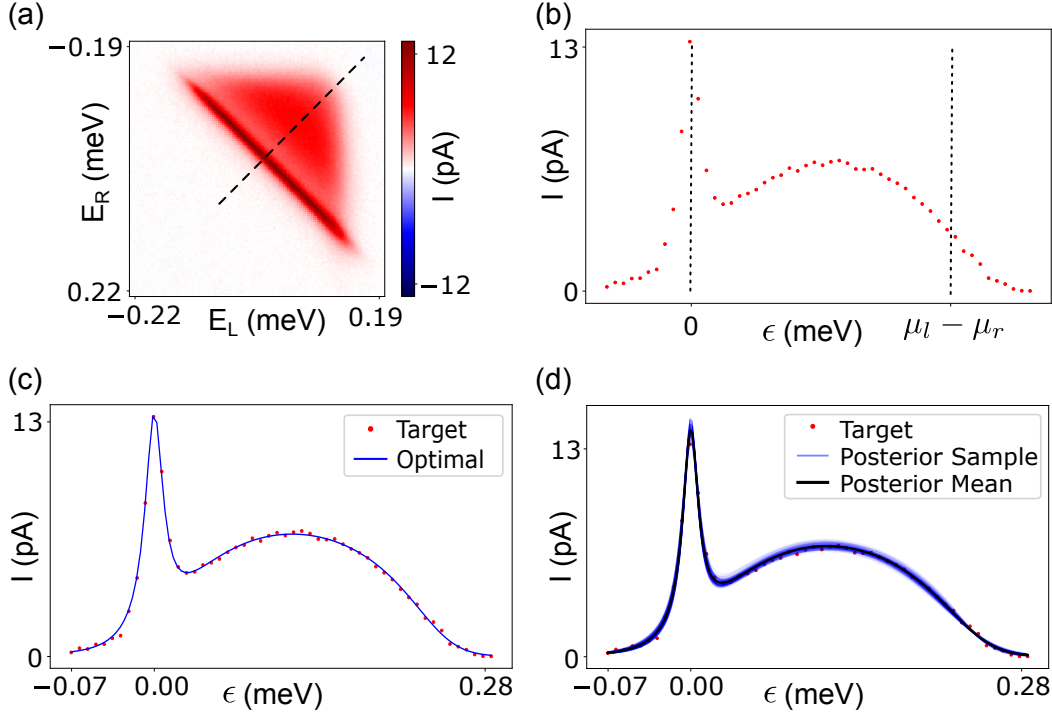 (a)
−0.19
E_R (meV)
0.22
−0.22
E_L (meV)
0.19
12
I (pA)
−12
(b)
13
I (pA)
0
0
ϵ (meV)
μ_l − μ_r
(c)
13
I (pA)
0
Target
Optimal
−0.07
0.00
ϵ (meV)
0.28
(d)
13
I (pA)
0
Target
Posterior Sample
Posterior Mean
−0.07
0.00
ϵ (meV)
0.28